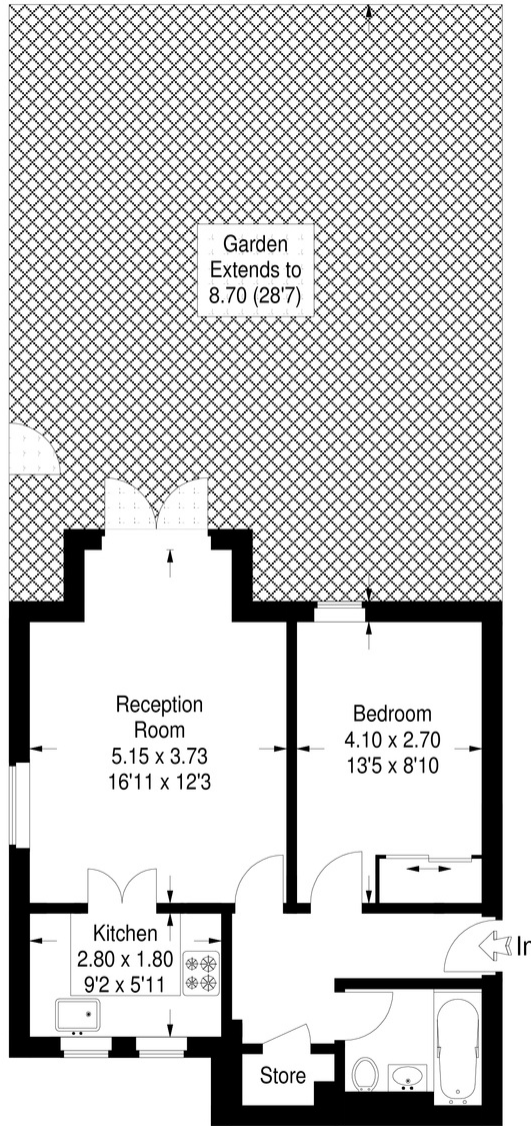 Garden
Extends to
8.70 (28'7)
Reception
Room
5.15 x 3.73
16'11 x 12'3
Bedroom
4.10 x 2.70
13'5 x 8'10
Kitchen
2.80 x 1.80
9'2 x 5'11
In
Store